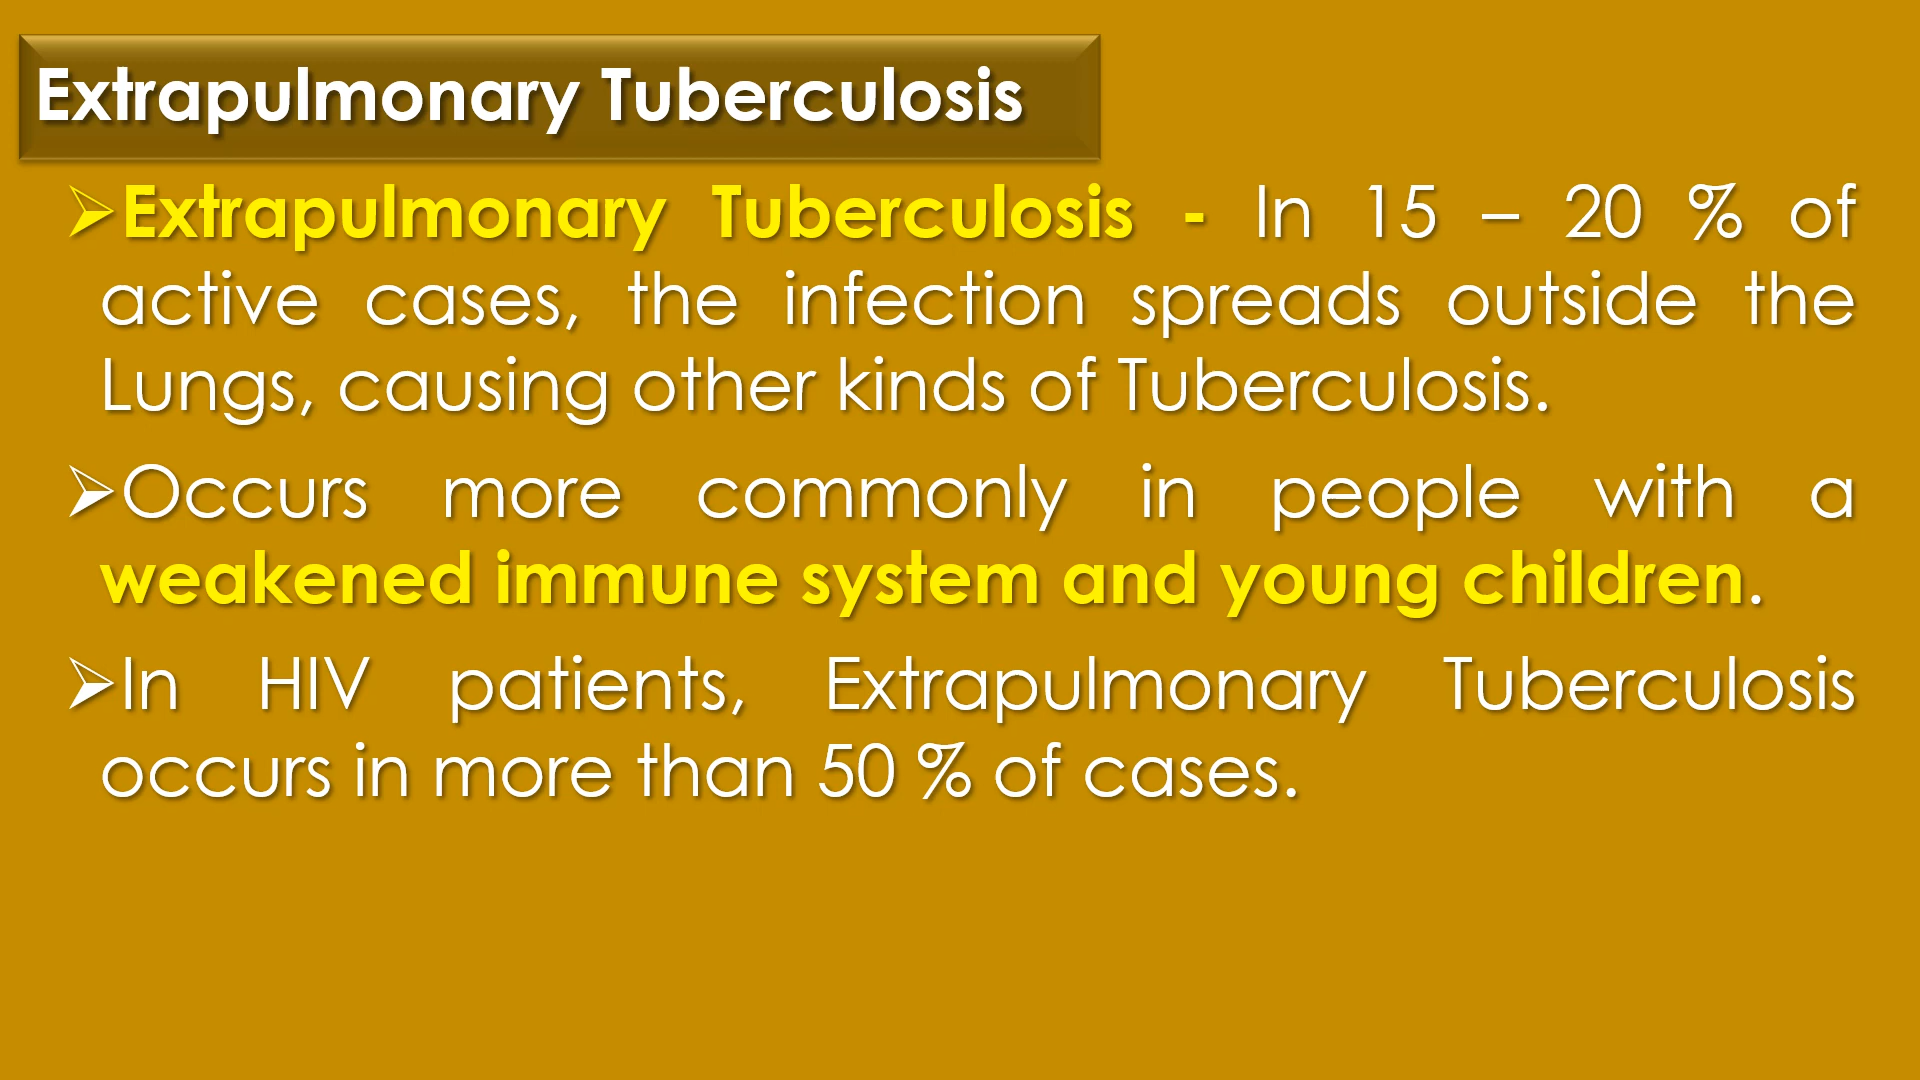 Extrapulmonary Tuberculosis
➢Extrapulmonary Tuberculosis - In 15 – 20 % of
active cases, the infection spreads outside the
Lungs, causing other kinds of Tuberculosis.
➢Occurs more commonly in people with a
weakened immune system and young children.
➢In HIV patients, Extrapulmonary Tuberculosis
occurs in more than 50 % of cases.